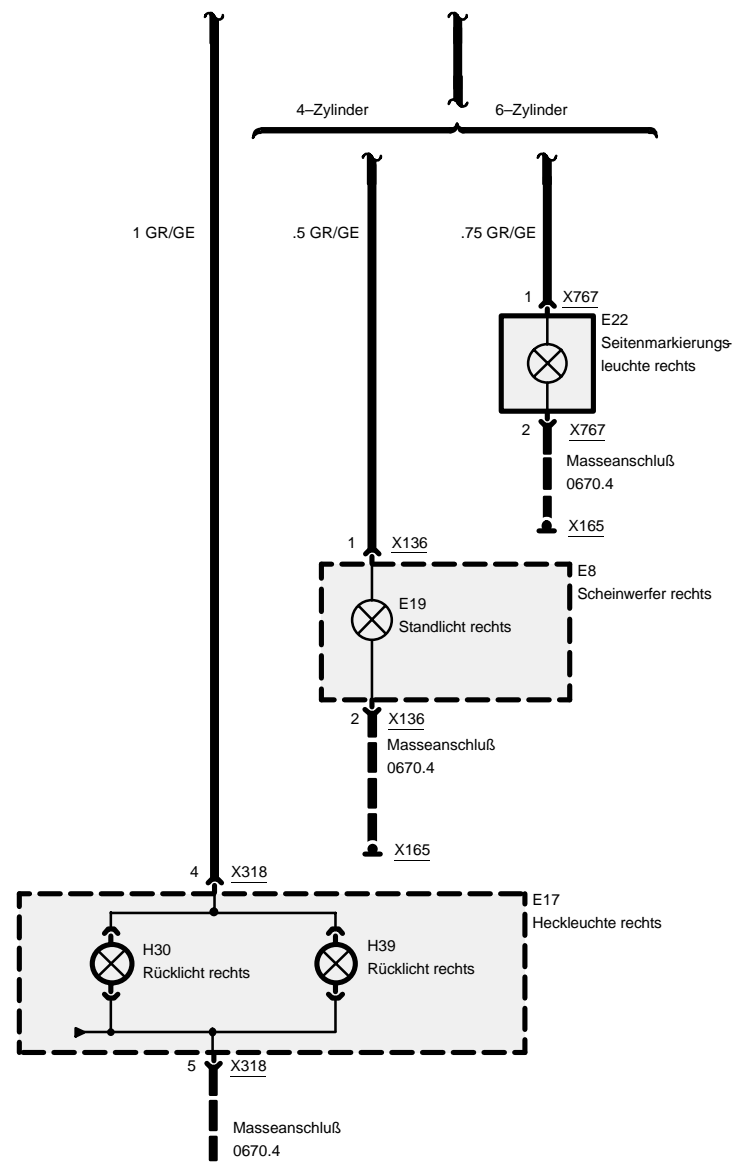 4–Zylinder
6–Zylinder
1 GR/GE
.5 GR/GE
.75 GR/GE
1
X767
E22
Seitenmarkierungs-
leuchte rechts
2
X767
Masseanschluß
0670.4
X165
1
X136
E8
Scheinwerfer rechts
E19
Standlicht rechts
2
X136
Masseanschluß
0670.4
X165
4
X318
E17
Heckleuchte rechts
H30
Rücklicht rechts
H39
Rücklicht rechts
5
X318
Masseanschluß
0670.4